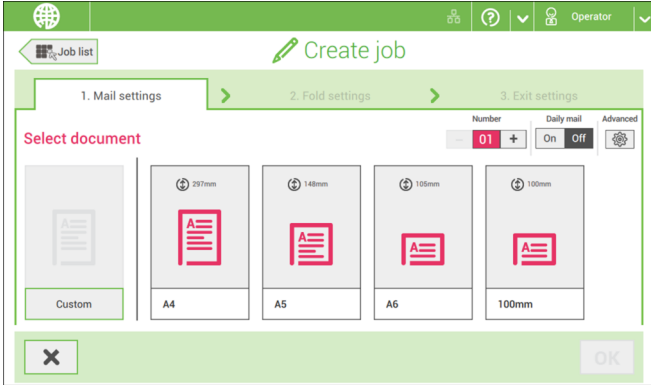 Operator
Job list
Create job
1. Mail settings
2. Fold settings
3. Exit settings
Select document
Number
01
+
Daily mail
On Off
Advanced
Custom
297mm
A4
148mm
A5
105mm
A6
100mm
100mm
OK